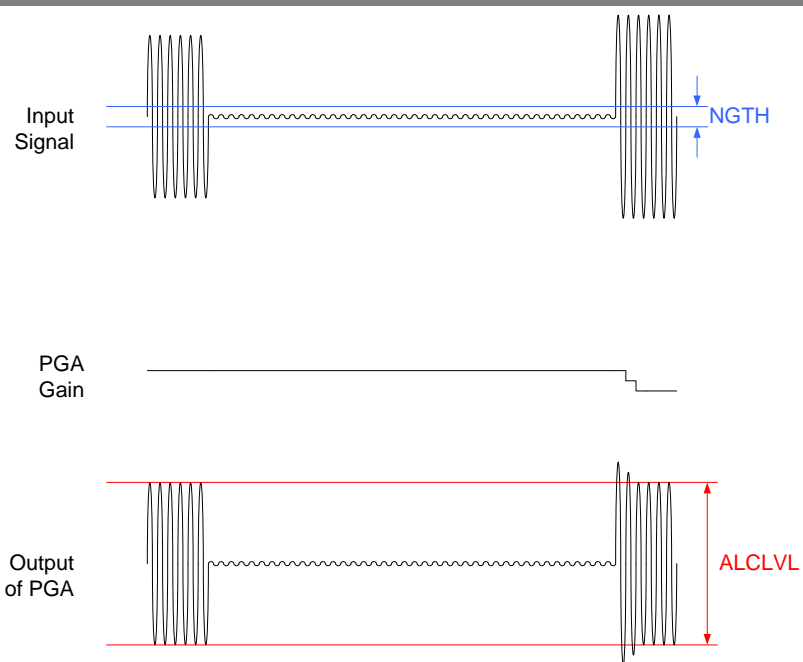 Input
Signal
NGTH
PGA
Gain
Output
of PGA
ALCLVL